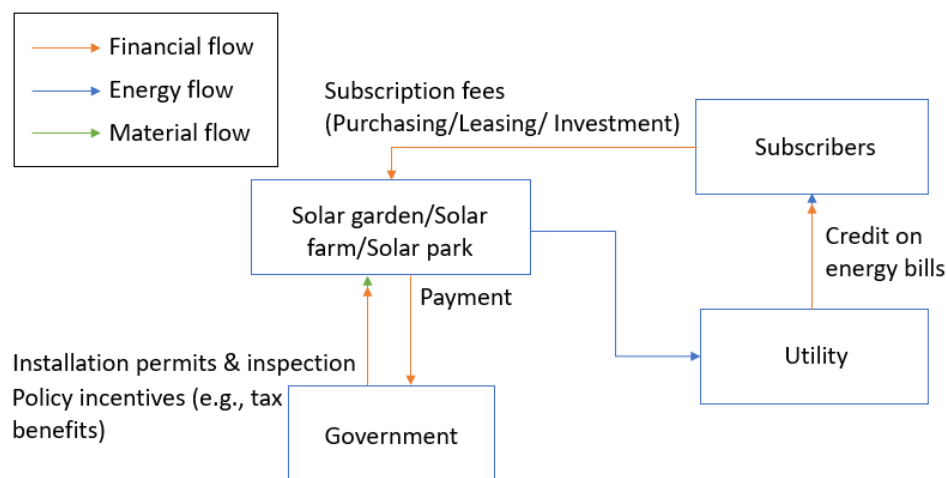 Financial flow
Energy flow
Material flow
Subscription fees
(Purchasing/Leasing/ Investment)
Subscribers
Solar garden/Solar
farm/Solar park
Credit on
energy bills
Payment
Utility
Installation permits & inspection
Policy incentives (e.g., tax
benefits)
Government